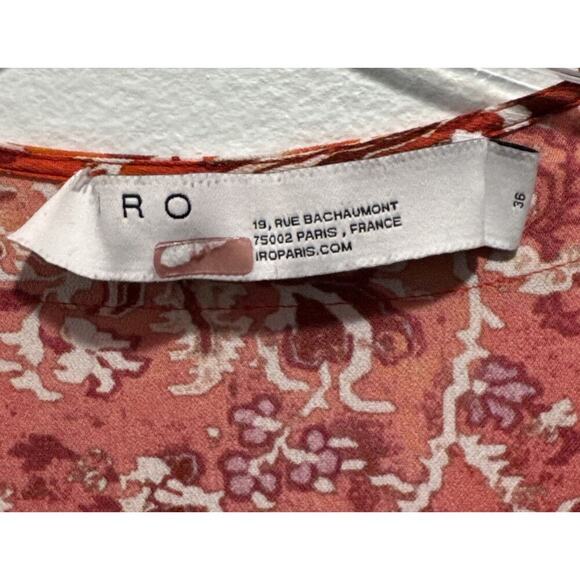 R O
19, RUE BACHAUMONT
75002 PARIS , FRANCE
IROPARIS.COM
36